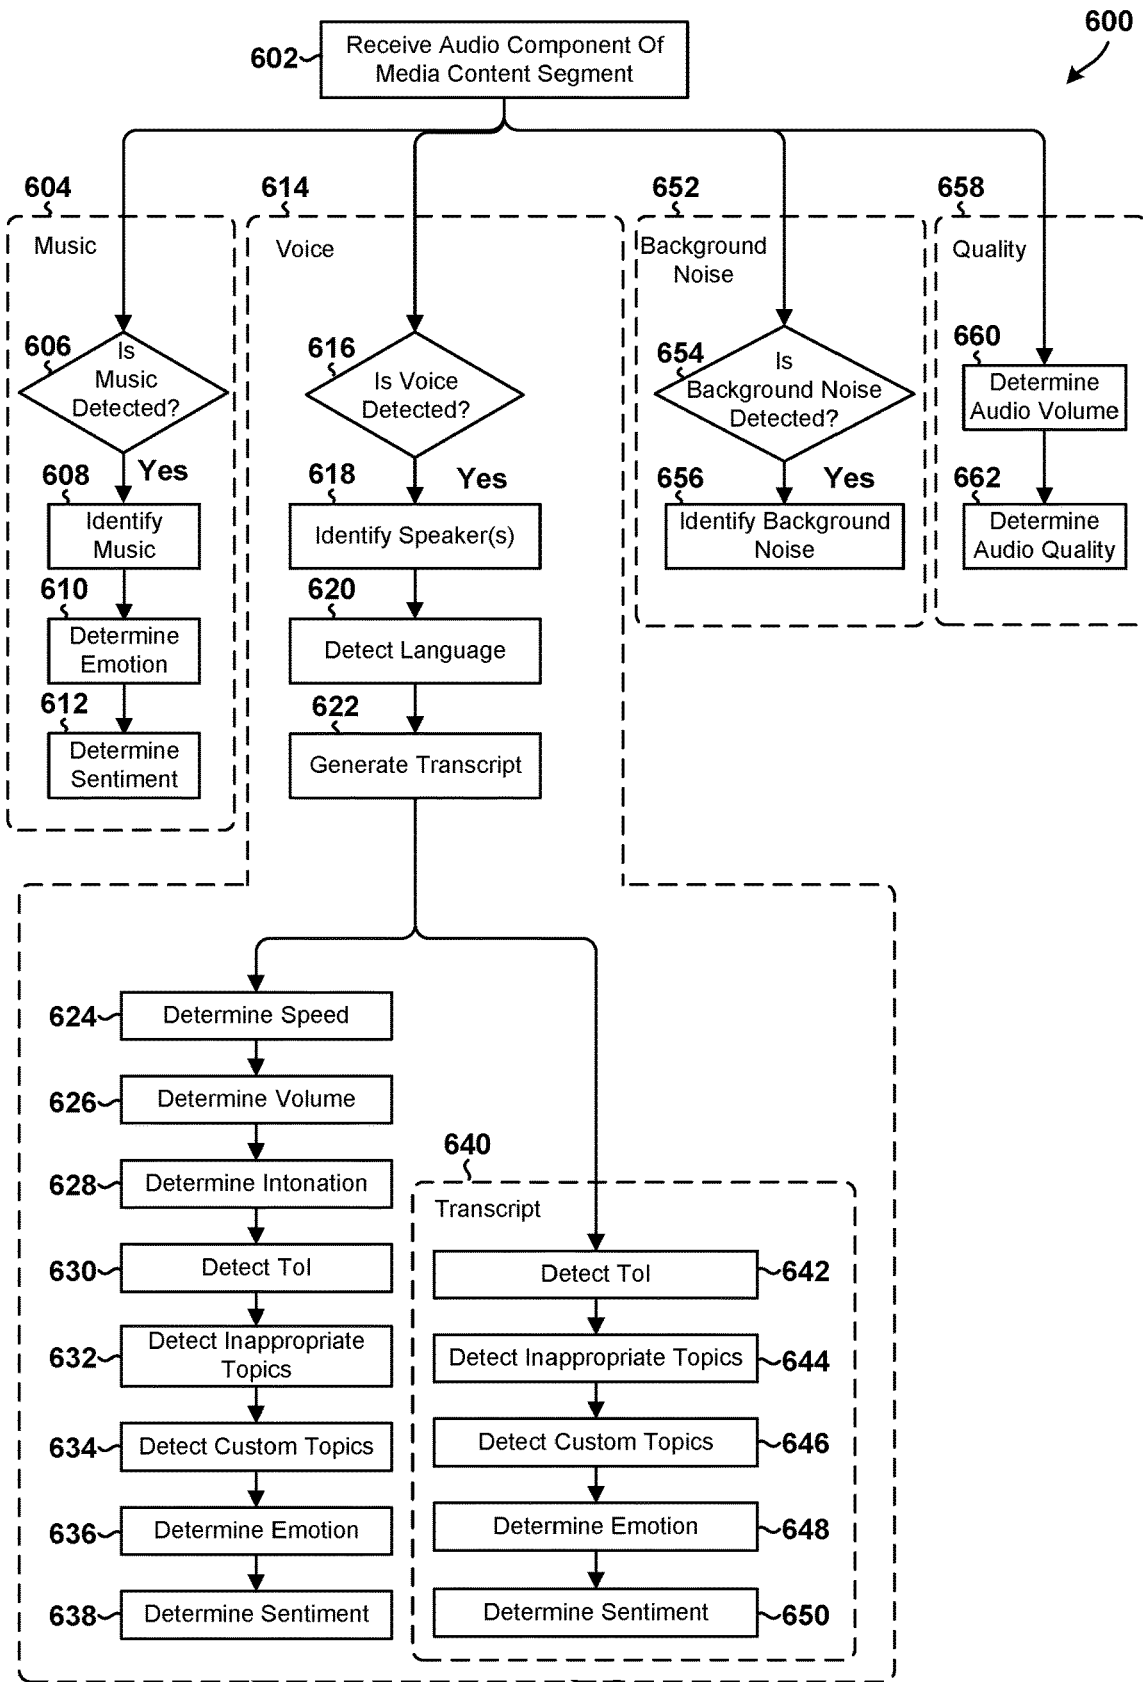 600
602
Receive Audio Component Of
Media Content Segment
604
Music
606
Is
Music
Detected?
Yes
608
Identify
Music
610
Determine
Emotion
612
Determine
Sentiment
614
Voice
616
Is Voice
Detected?
Yes
618
Identify Speaker(s)
620
Detect Language
622
Generate Transcript
624
Determine Speed
626
Determine Volume
628
Determine Intonation
630
Detect ToI
632
Detect Inappropriate
Topics
634
Detect Custom Topics
636
Determine Emotion
638
Determine Sentiment
640
Transcript
Detect ToI
642
Detect Inappropriate Topics
644
Detect Custom Topics
646
Determine Emotion
648
Determine Sentiment
650
652
Background
Noise
654
Is
Background Noise
Detected?
Yes
656
Identify Background
Noise
658
Quality
660
Determine
Audio Volume
662
Determine
Audio Quality